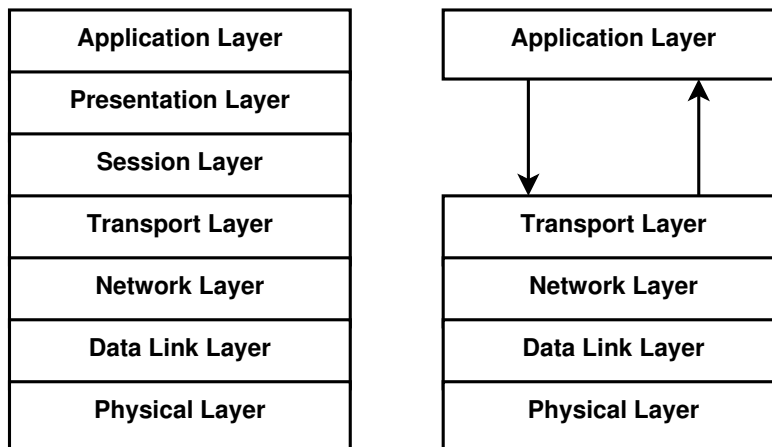 Application Layer
Presentation Layer
Session Layer
Transport Layer
Network Layer
Data Link Layer
Physical Layer
Application Layer
Transport Layer
Network Layer
Data Link Layer
Physical Layer